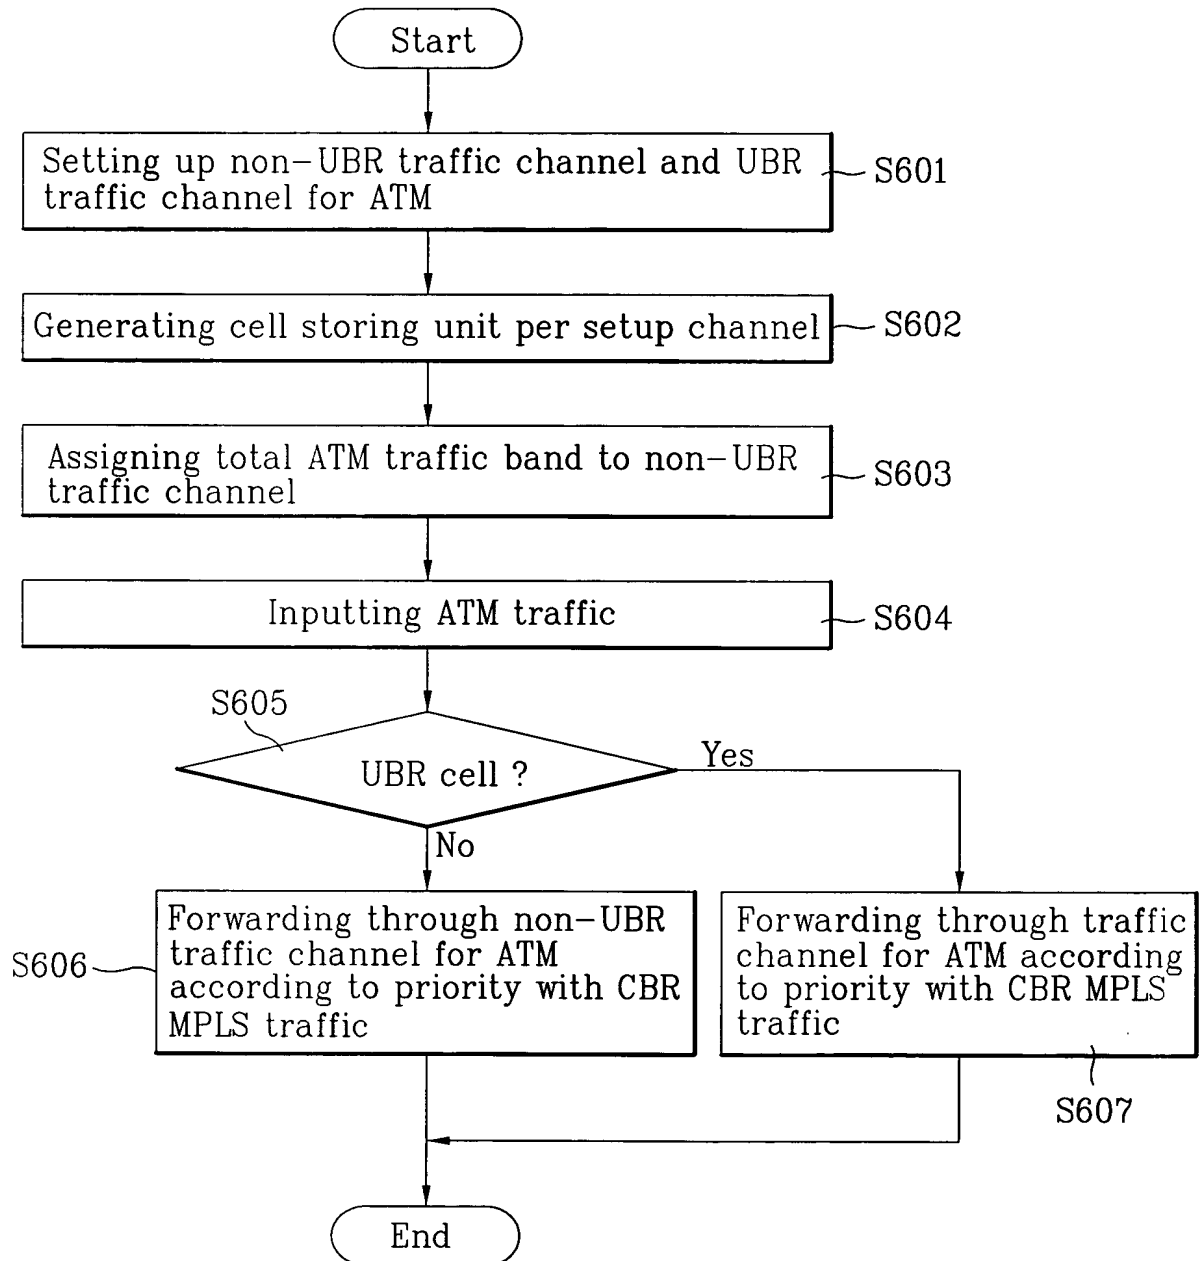 Start
Setting up non-UBR traffic channel and UBR
traffic channel for ATM
S601
Generating cell storing unit per setup channel
S602
Assigning total ATM traffic band to non-UBR
traffic channel
S603
Inputting ATM traffic
S604
S605
UBR cell ?
Yes
No
Forwarding through non-UBR
traffic channel for ATM
according to priority with CBR
MPLS traffic
S606
Forwarding through traffic
channel for ATM according
to priority with CBR MPLS
traffic
S607
End